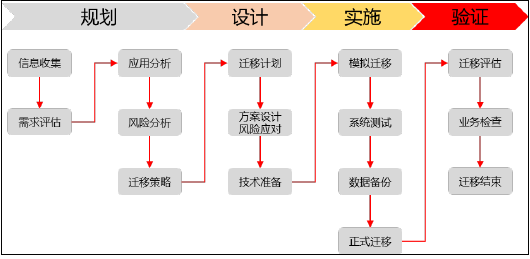 规划
设计
实施
验证
信息收集
需求评估
应用分析
风险分析
迁移策略
迁移计划
方案设计
风险应对
技术准备
模拟迁移
系统测试
数据备份
正式迁移
迁移评估
业务检查
迁移结束